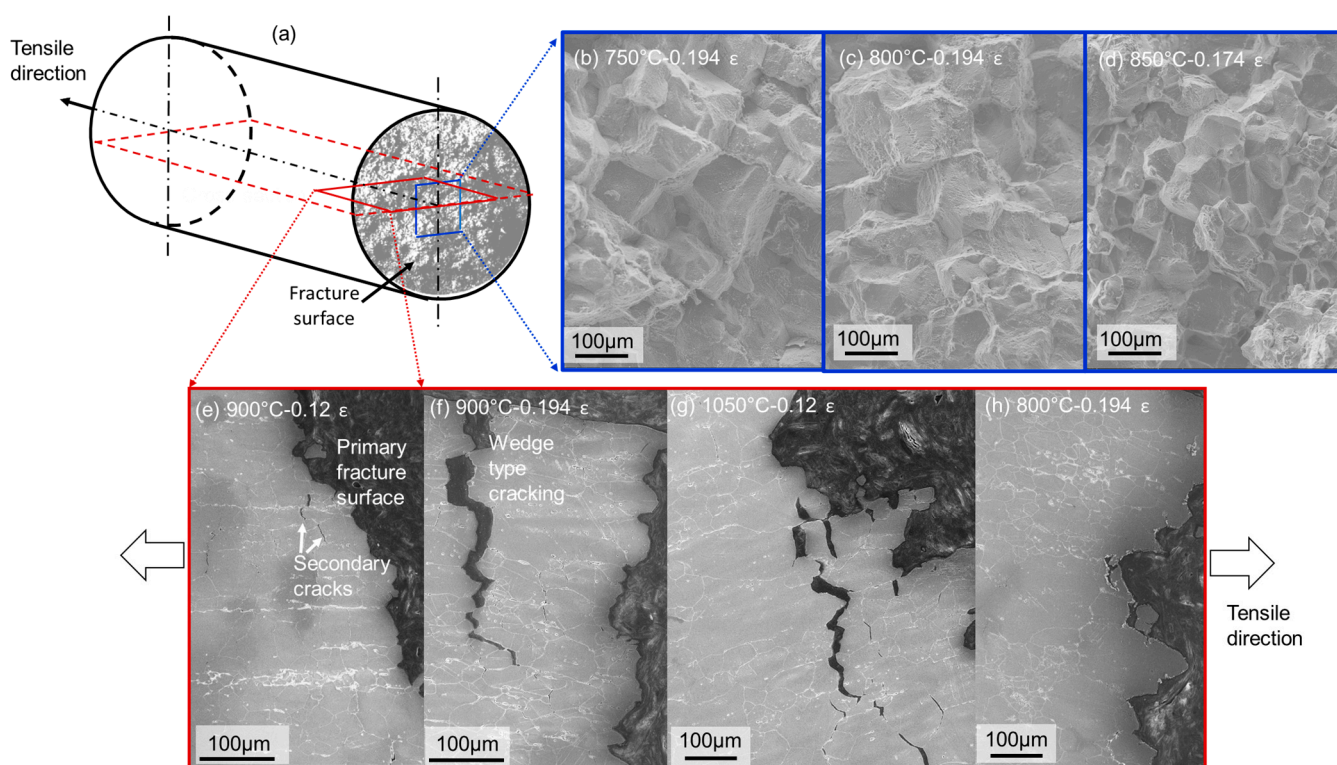 (a)
Tensile
direction
Fracture
surface
(b) 750°C-0.194 ε
(c) 800°C-0.194 ε
(d) 850°C-0.174 ε
100μm
100μm
100μm
(e) 900°C-0.12 ε
(f) 900°C-0.194 ε
(g) 1050°C-0.12 ε
(h) 800°C-0.194 ε
Primary
fracture
surface
Secondary
cracks
Wedge
type
cracking
100μm
100μm
100μm
100μm
Tensile
direction